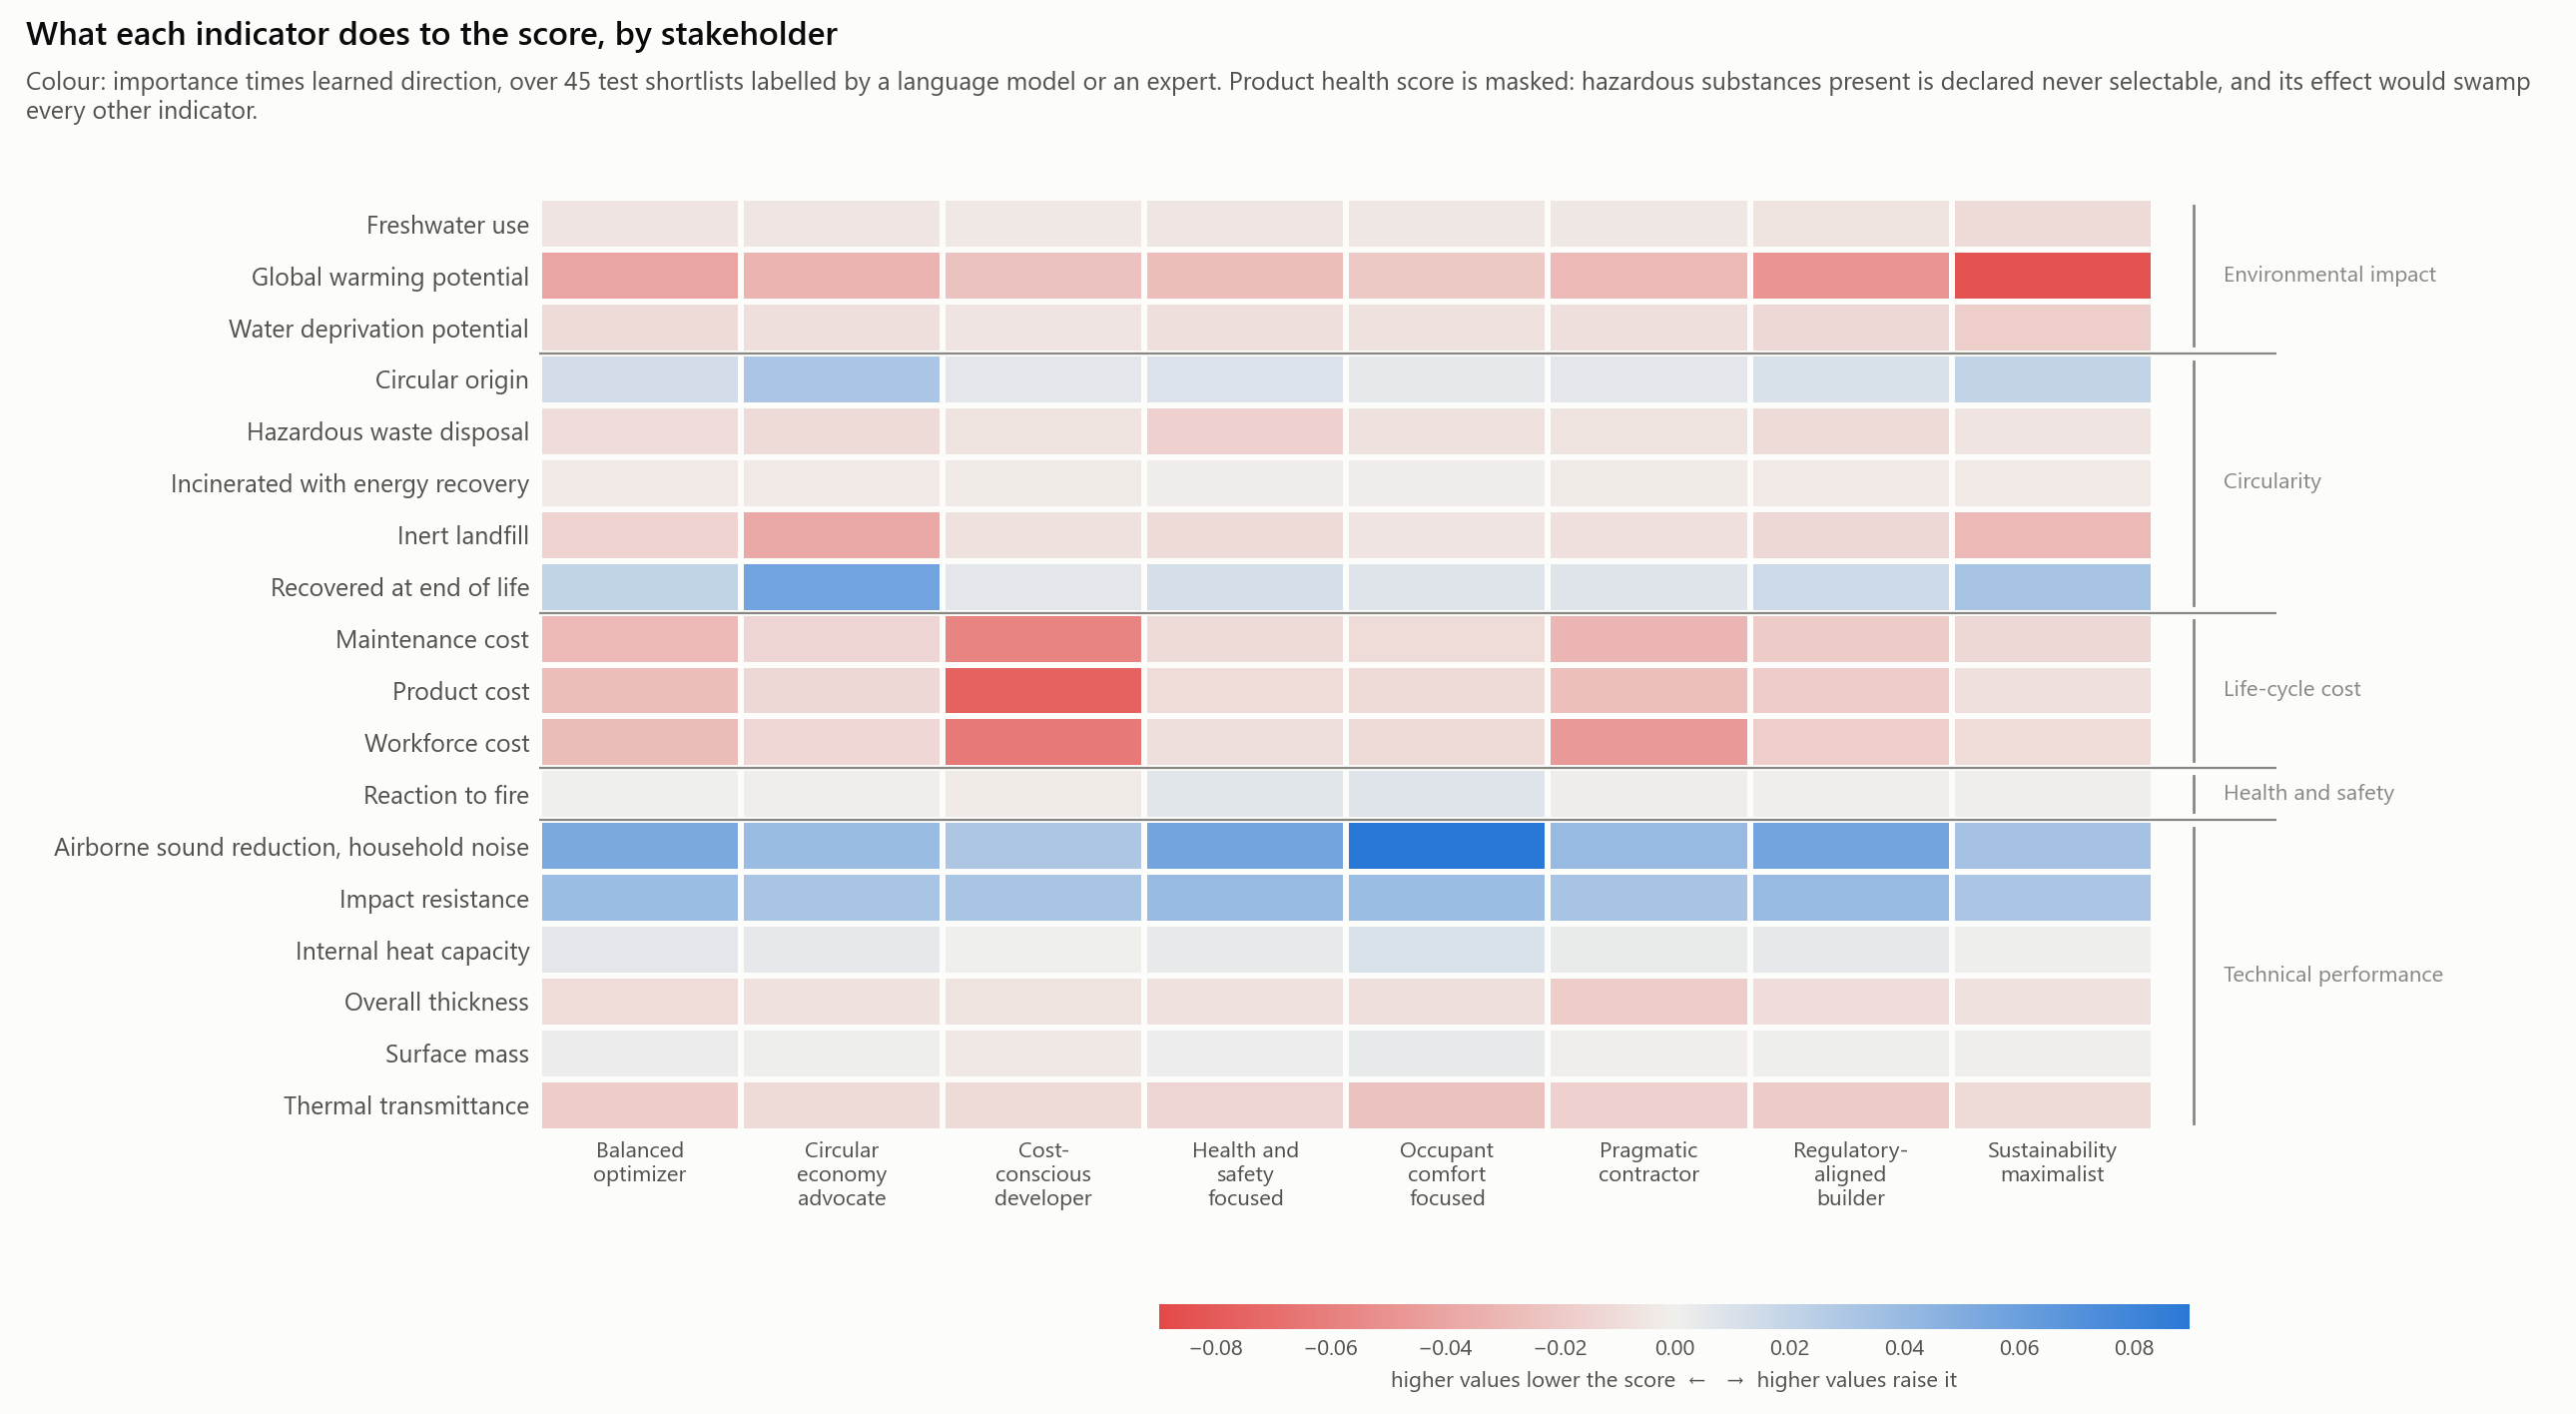 What each indicator does to the score, by stakeholder
Colour: importance times learned direction, over 45 test shortlists labelled by a language model or an expert. Product health score is masked: hazardous substances present is declared never selectable, and its effect would swamp
every other indicator.
Freshwater use
Global warming potential
Environmental impact
Water deprivation potential
Circular origin
Hazardous waste disposal
Incinerated with energy recovery
Circularity
Inert landfill
Recovered at end of life
Maintenance cost
Product cost
Life-cycle cost
Workforce cost
Reaction to fire
Health and safety
Airborne sound reduction, household noise
Impact resistance
Internal heat capacity
Technical performance
Overall thickness
Surface mass
Thermal transmittance
Balanced
optimizer
Circular
economy
advocate
Cost-
conscious
developer
Health and
safety
focused
Occupant
comfort
focused
Pragmatic
contractor
Regulatory-
aligned
builder
Sustainability
maximalist
−0.08 −0.06 −0.04 −0.02 0.00 0.02 0.04 0.06 0.08
higher values lower the score ← → higher values raise it